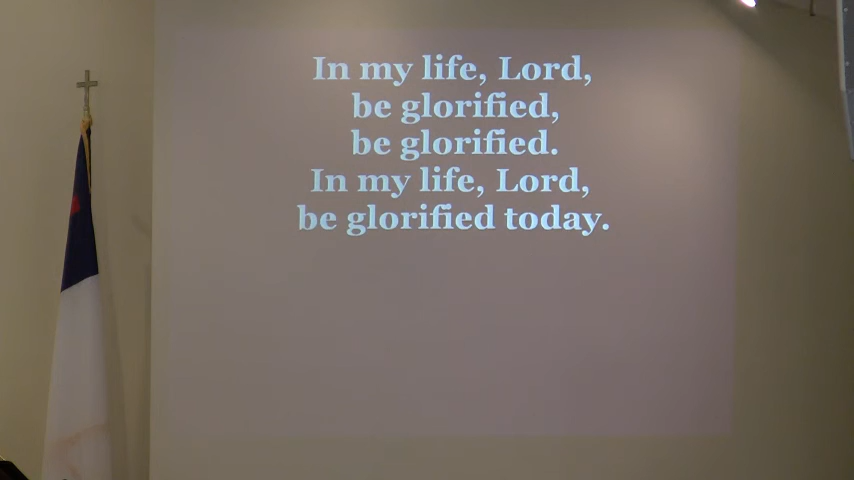 In my life, Lord,
be glorified,
be glorified.
In my life, Lord,
be glorified today.